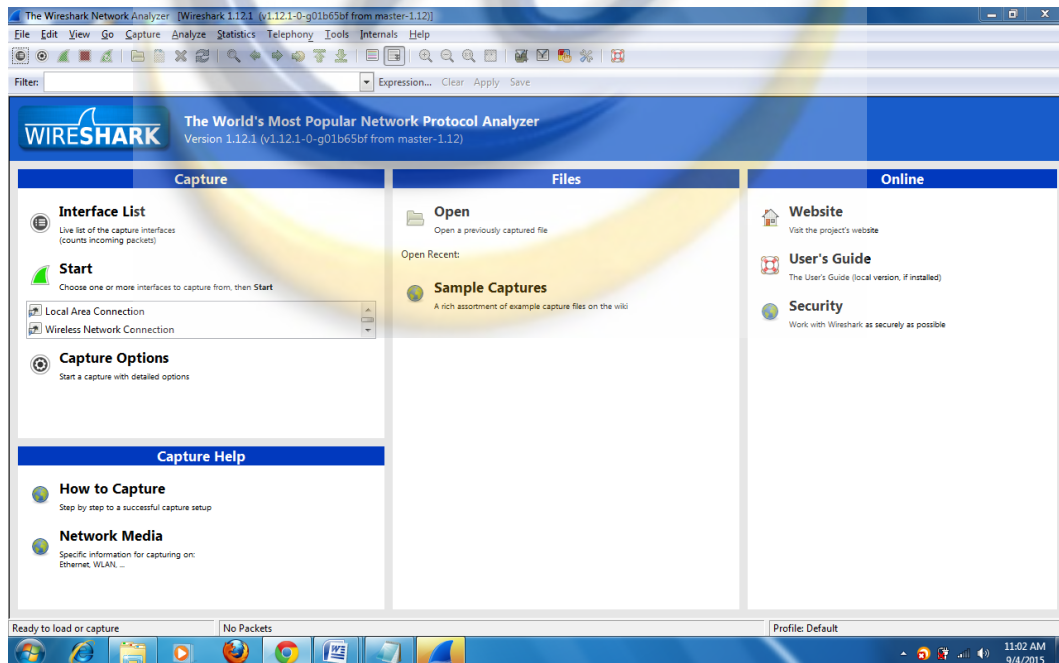 The Wireshark Network Analyzer [Wireshark 1.12.1 (v1.12.1-0-g01b65bf from master-1.12)]
File Edit View Go Capture Analyze Statistics Telephony Tools Internals Help
Filter: Expression... Clear Apply Save
WIRESHARK
The World's Most Popular Network Protocol Analyzer
Version 1.12.1 (v1.12.1-0-g01b65bf from master-1.12)
Capture
Interface List
Live list of the capture interfaces
(counts incoming packets)
Start
Choose one or more interfaces to capture from, then Start
Local Area Connection
Wireless Network Connection
Capture Options
Start a capture with detailed options
Capture Help
How to Capture
Step by step to a successful capture setup
Network Media
Specific information for capturing on:
Ethernet, WLAN, ...
Files
Open
Open a previously captured file
Open Recent:
Sample Captures
A rich assortment of example capture files on the wiki
Online
Website
Visit the project's website
User's Guide
The User's Guide (local version, if installed)
Security
Work with Wireshark as securely as possible
Ready to load or capture
No Packets
Profile: Default
11:02 AM
9/4/2015